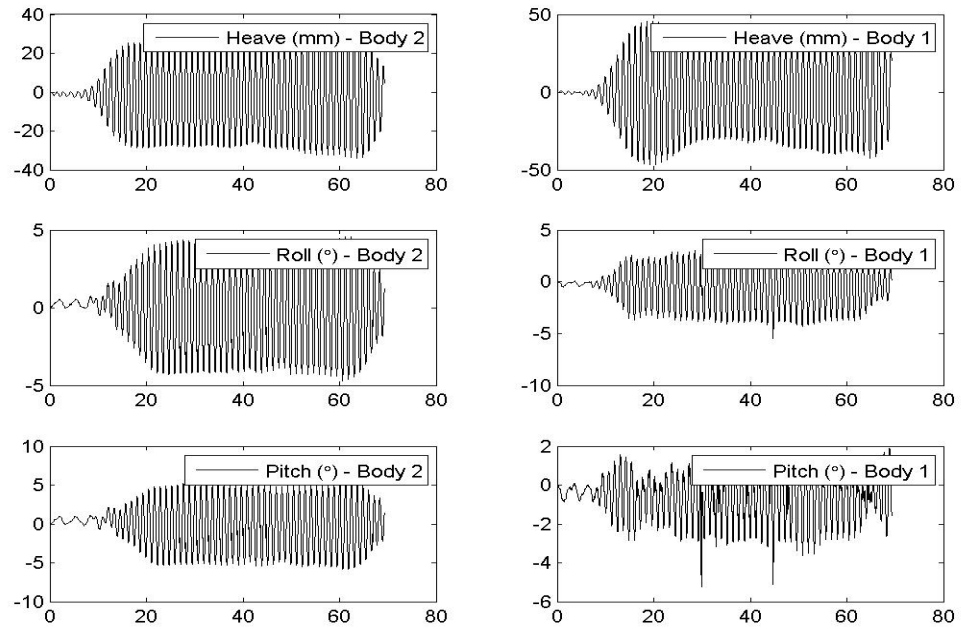 40
20
0
-20
-40
0 20 40 60 80
Heave (mm) - Body 2
50
0
-50
0 20 40 60 80
Heave (mm) - Body 1
5
0
-5
0 20 40 60 80
Roll (°) - Body 2
5
0
-5
-10
0 20 40 60 80
Roll (°) - Body 1
10
5
0
-5
-10
0 20 40 60 80
Pitch (°) - Body 2
2
0
-2
-4
-6
0 20 40 60 80
Pitch (°) - Body 1